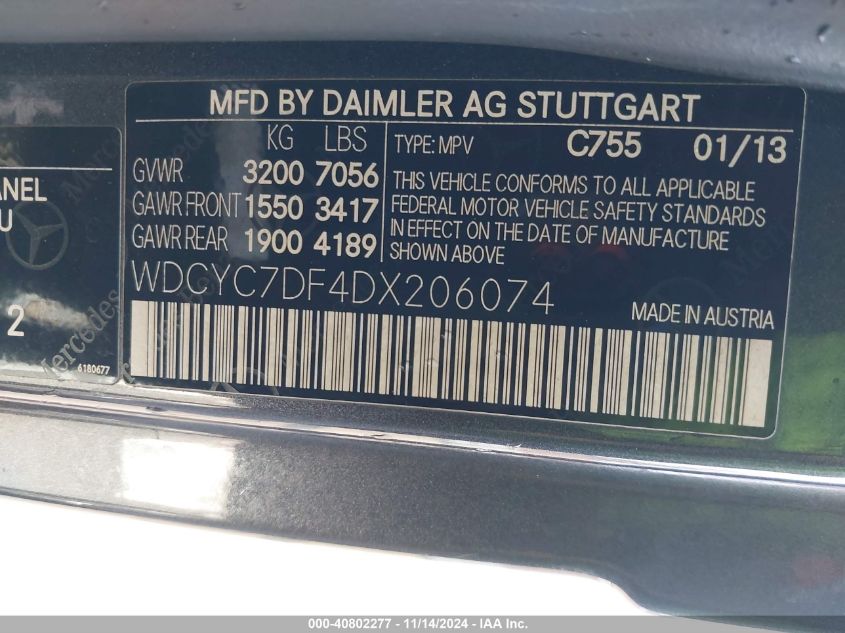 MFD BY DAIMLER AG STUTTGART
KG LBS
GVWR 3200 7056
GAWR FRONT 1550 3417
GAWR REAR 1900 4189
TYPE: MPV C755 01/13
THIS VEHICLE CONFORMS TO ALL APPLICABLE
FEDERAL MOTOR VEHICLE SAFETY STANDARDS
IN EFFECT ON THE DATE OF MANUFACTURE
SHOWN ABOVE
WDCYC7DF4DX206074
MADE IN AUSTRIA
ANEL
U
2
6180677
Mercedes
000-40802277 - 11/14/2024 - IAA Inc.